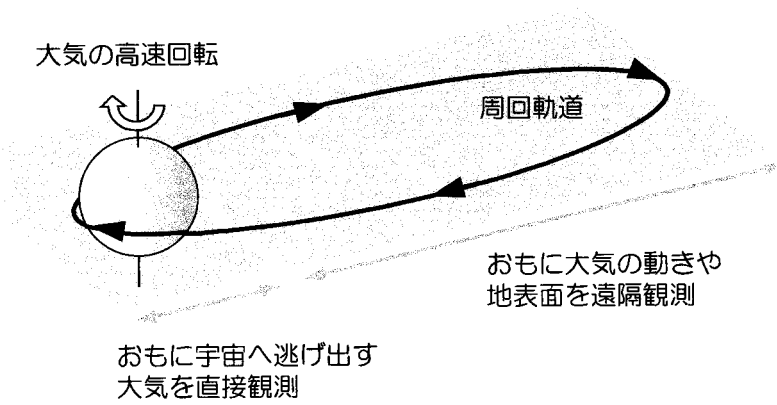 大気の高速回転
周回軌道
おもに大気の動きや
地表面を遠隔観測
おもに宇宙へ逃げ出す
大気を直接観測